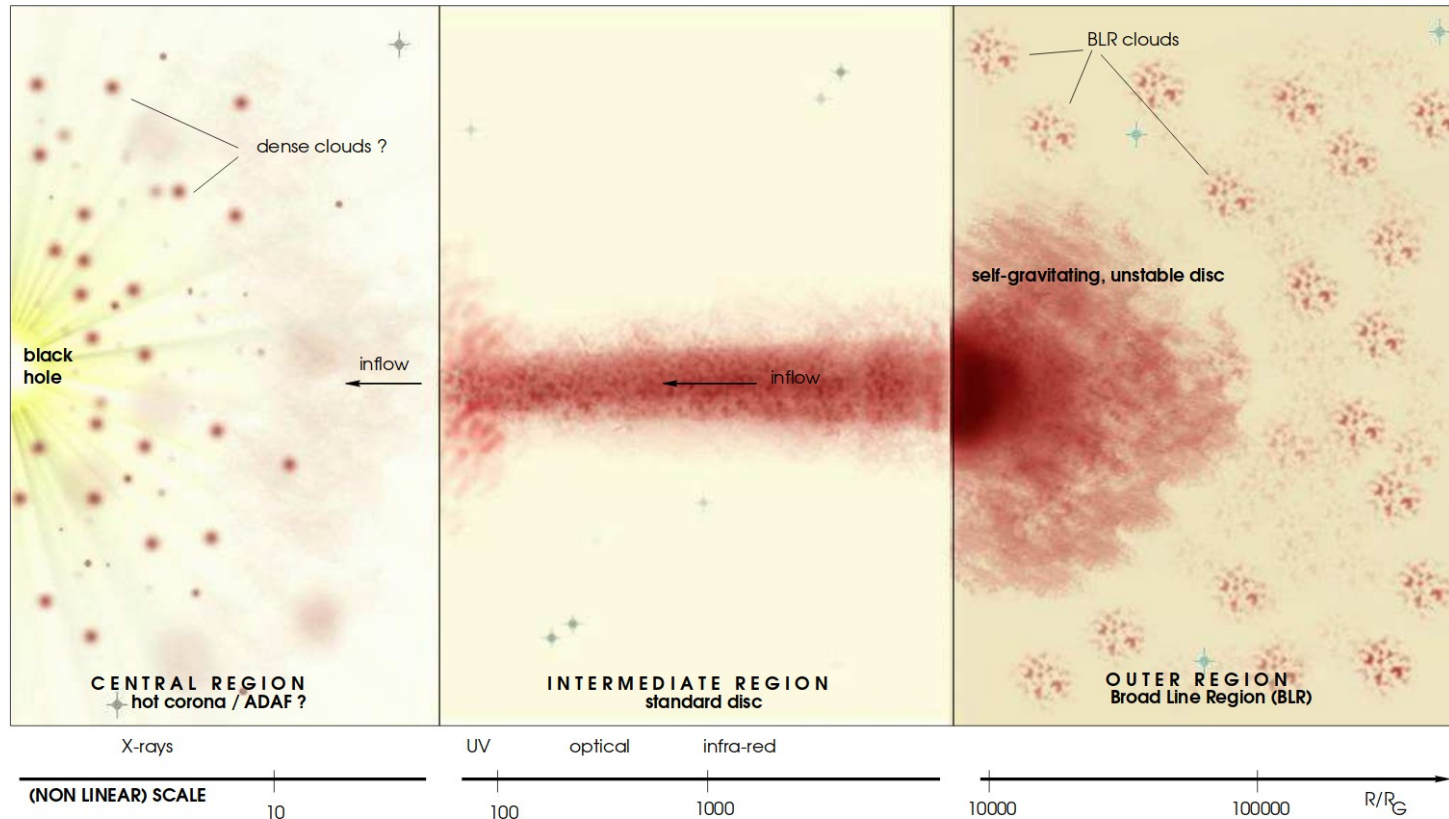 dense clouds ?
black
hole
inflow
CENTRAL REGION
hot corona / ADAF ?
inflow
INTERMEDIATE REGION
standard disc
BLR clouds
self-gravitating, unstable disc
OUTER REGION
Broad Line Region (BLR)
X-rays
UV
optical
infra-red
(NON LINEAR) SCALE
10
100
1000
10000
100000
R/R_G